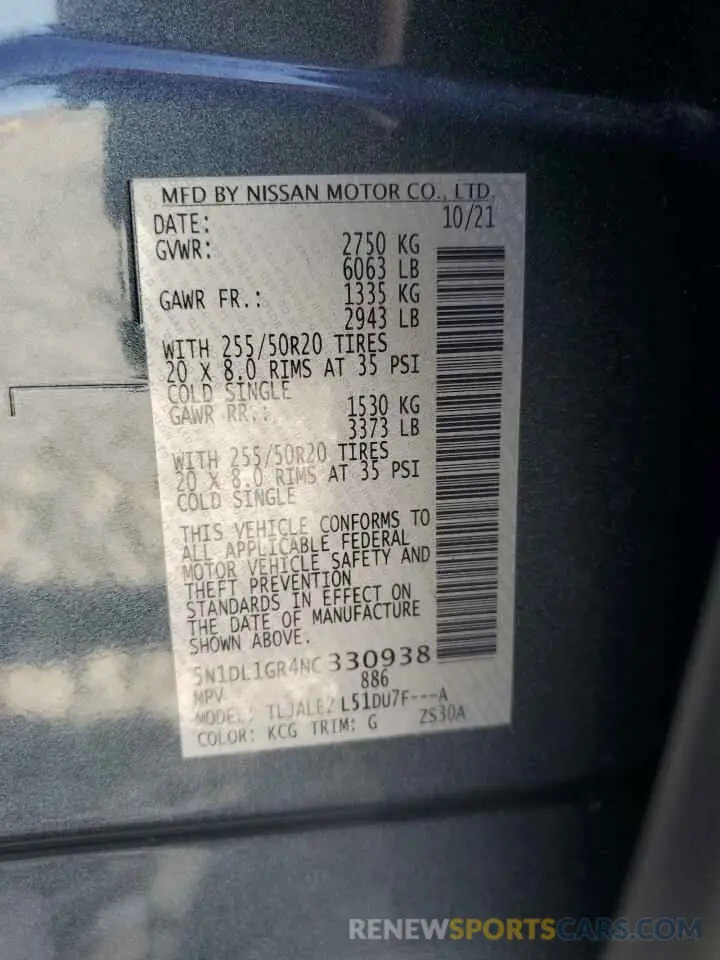 MFD BY NISSAN MOTOR CO., LTD.
DATE: 10/21
GVWR: 2750 KG
6063 LB
GAWR FR.: 1335 KG
2943 LB
WITH 255/50R20 TIRES
20 X 8.0 RIMS AT 35 PSI
COLD SINGLE
GAWR RR.: 1530 KG
3373 LB
WITH 255/50R20 TIRES
20 X 8.0 RIMS AT 35 PSI
COLD SINGLE
THIS VEHICLE CONFORMS TO
ALL APPLICABLE FEDERAL
MOTOR VEHICLE SAFETY AND
THEFT PREVENTION
STANDARDS IN EFFECT ON
THE DATE OF MANUFACTURE
SHOWN ABOVE.
5N1DL1GR4NC330938
MPV 886
MODEL: L51DU7F---A
COLOR: KCG TRIM: G ZS30A
RENEWSPORTSCARS.COM